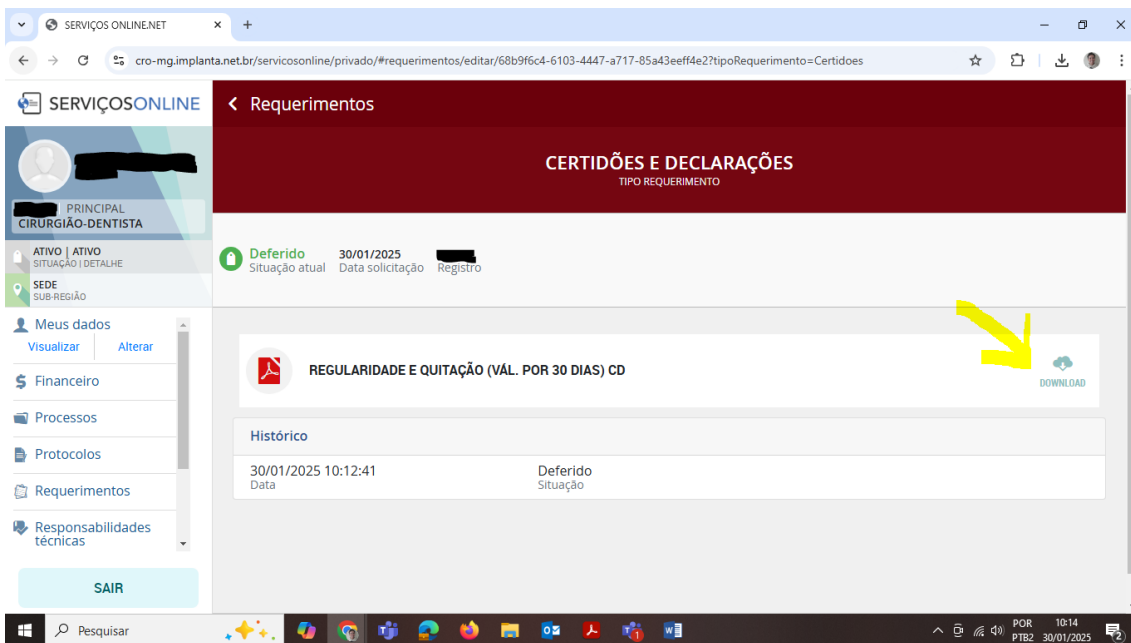 SERVIÇOS ONLINE.NET
cro-mg.implanta.net.br/servicosonline/privado/#requerimentos/editar/68b9f6c4-6103-4447-a717-85a43eeff4e2?tipoRequerimento=Certidoes
SERVIÇOSONLINE
Requerimentos
CERTIDÕES E DECLARAÇÕES
TIPO REQUERIMENTO
PRINCIPAL
CIRURGIÃO-DENTISTA
ATIVO | ATIVO
SITUAÇÃO | DETALHE
SEDE
SUB-REGIÃO
Deferido
Situação atual
30/01/2025
Data solicitação
Registro
Meus dados
Visualizar
Alterar
Financeiro
Processos
Protocolos
Requerimentos
Responsabilidades
técnicas
SAIR
REGULARIDADE E QUITAÇÃO (VÁL. POR 30 DIAS) CD
DOWNLOAD
Histórico
30/01/2025 10:12:41
Data
Deferido
Situação
Pesquisar
POR
PTB2
10:14
30/01/2025